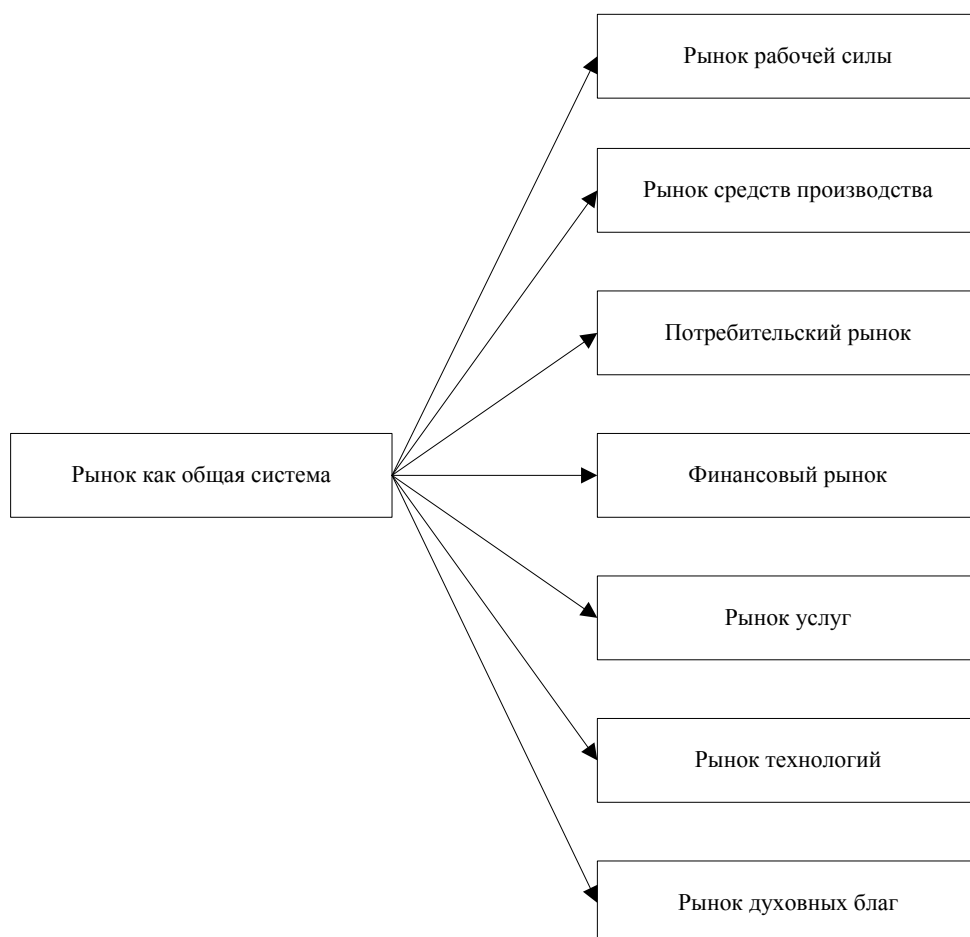 Рынок рабочей силы
Рынок средств производства
Потребительский рынок
Рынок как общая система
Финансовый рынок
Рынок услуг
Рынок технологий
Рынок духовных благ